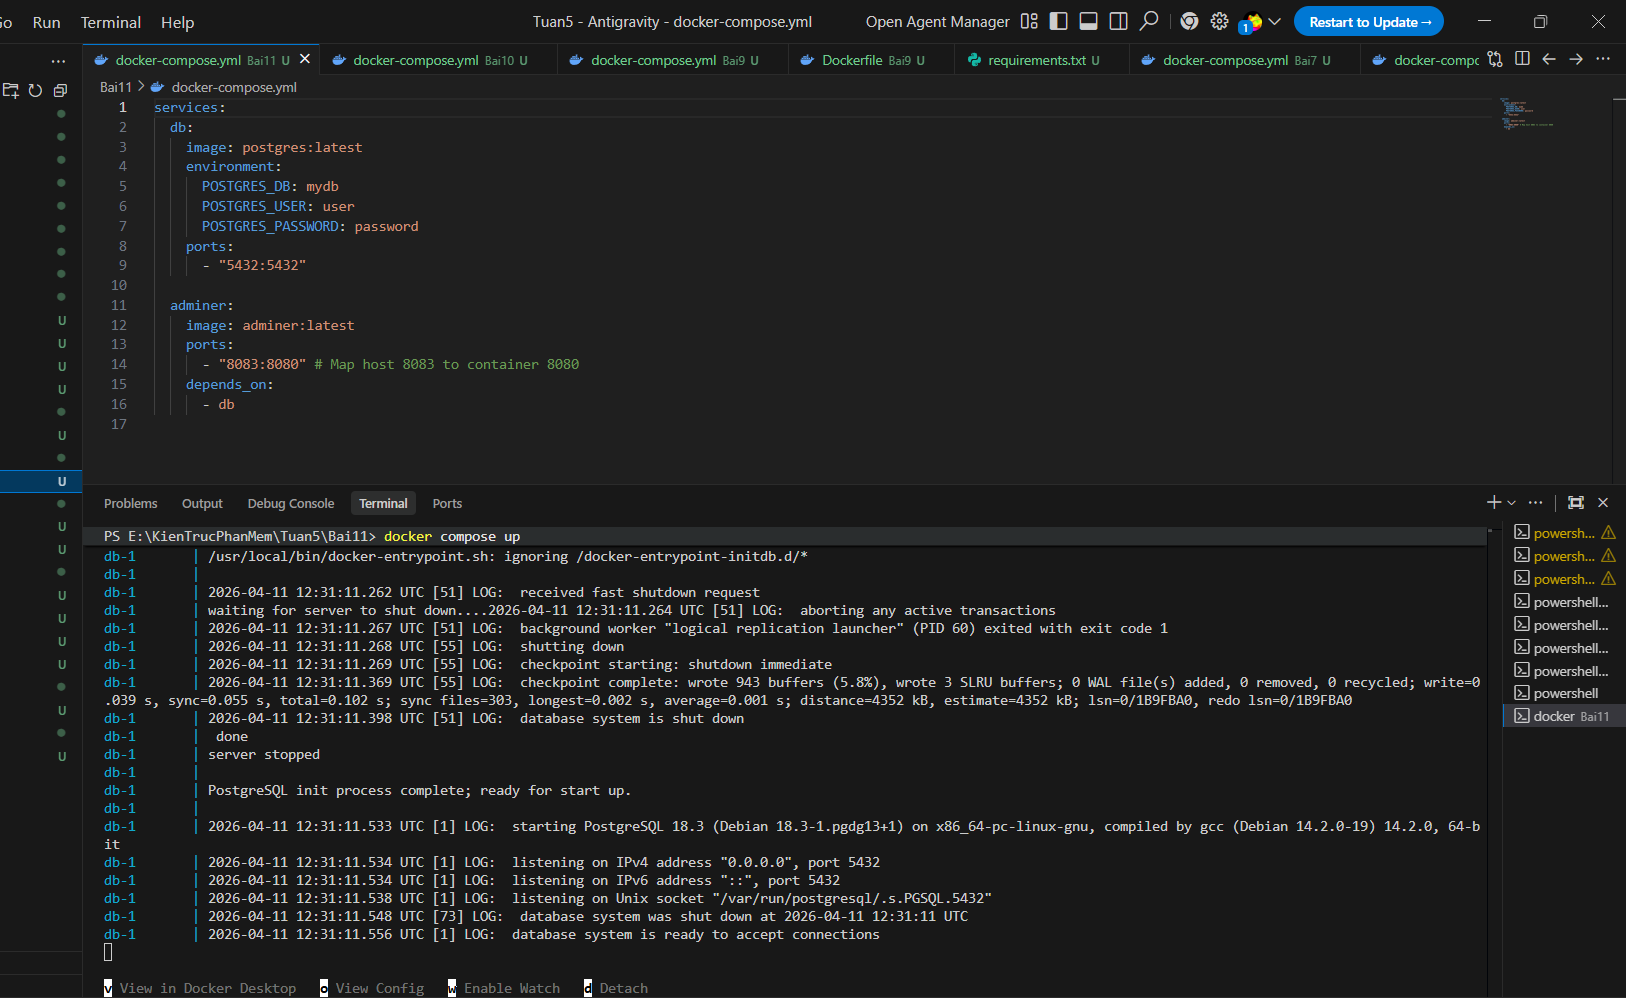 Run Terminal Help Tuan5 - Antigravity - docker-compose.yml Open Agent Manager 1 Restart to Update →
docker-compose.yml Bai11 U docker-compose.yml Bai10 U docker-compose.yml Bai9 U Dockerfile Bai9 U requirements.txt U docker-compose.yml Bai7 U
Bai11 > docker-compose.yml
1 services:
2 db:
3 image: postgres:latest
4 environment:
5 POSTGRES_DB: mydb
6 POSTGRES_USER: user
7 POSTGRES_PASSWORD: password
8 ports:
9 - "5432:5432"
10
11 adminer:
12 image: adminer:latest
13 ports:
14 - "8083:8080" # Map host 8083 to container 8080
15 depends_on:
16 - db
17
U
U
U
U
U
U
U
U
U
U
U
U
U
U
Problems Output Debug Console Terminal Ports
PS E:\KienTrucPhanMem\Tuan5\Bai11> docker compose up
db-1 | /usr/local/bin/docker-entrypoint.sh: ignoring /docker-entrypoint-initdb.d/*
db-1 |
db-1 | 2026-04-11 12:31:11.262 UTC [51] LOG:  received fast shutdown request
db-1 | waiting for server to shut down....2026-04-11 12:31:11.264 UTC [51] LOG:  aborting any active transactions
db-1 | 2026-04-11 12:31:11.267 UTC [51] LOG:  background worker "logical replication launcher" (PID 60) exited with exit code 1
db-1 | 2026-04-11 12:31:11.268 UTC [55] LOG:  shutting down
db-1 | 2026-04-11 12:31:11.269 UTC [55] LOG:  checkpoint starting: shutdown immediate
db-1 | 2026-04-11 12:31:11.369 UTC [55] LOG:  checkpoint complete: wrote 943 buffers (5.8%), wrote 3 SLRU buffers; 0 WAL file(s) added, 0 removed, 0 recycled; write=0
.039 s, sync=0.055 s, total=0.102 s; sync files=303, longest=0.002 s, average=0.001 s; distance=4352 kB, estimate=4352 kB; lsn=0/1B9FBA0, redo lsn=0/1B9FBA0
db-1 | 2026-04-11 12:31:11.398 UTC [51] LOG:  database system is shut down
db-1 |  done
db-1 | server stopped
db-1 |
db-1 | PostgreSQL init process complete; ready for start up.
db-1 |
db-1 | 2026-04-11 12:31:11.533 UTC [1] LOG:  starting PostgreSQL 18.3 (Debian 18.3-1.pgdg13+1) on x86_64-pc-linux-gnu, compiled by gcc (Debian 14.2.0-19) 14.2.0, 64-b
it
db-1 | 2026-04-11 12:31:11.534 UTC [1] LOG:  listening on IPv4 address "0.0.0.0", port 5432
db-1 | 2026-04-11 12:31:11.534 UTC [1] LOG:  listening on IPv6 address "::", port 5432
db-1 | 2026-04-11 12:31:11.538 UTC [1] LOG:  listening on Unix socket "/var/run/postgresql/.s.PGSQL.5432"
db-1 | 2026-04-11 12:31:11.548 UTC [73] LOG:  database system was shut down at 2026-04-11 12:31:11 UTC
db-1 | 2026-04-11 12:31:11.556 UTC [1] LOG:  database system is ready to accept connections
v View in Docker Desktop o View Config w Enable Watch d Detach
powersh...
powersh...
powersh...
powershell...
powershell...
powershell...
powershell...
powershell
docker Bai11